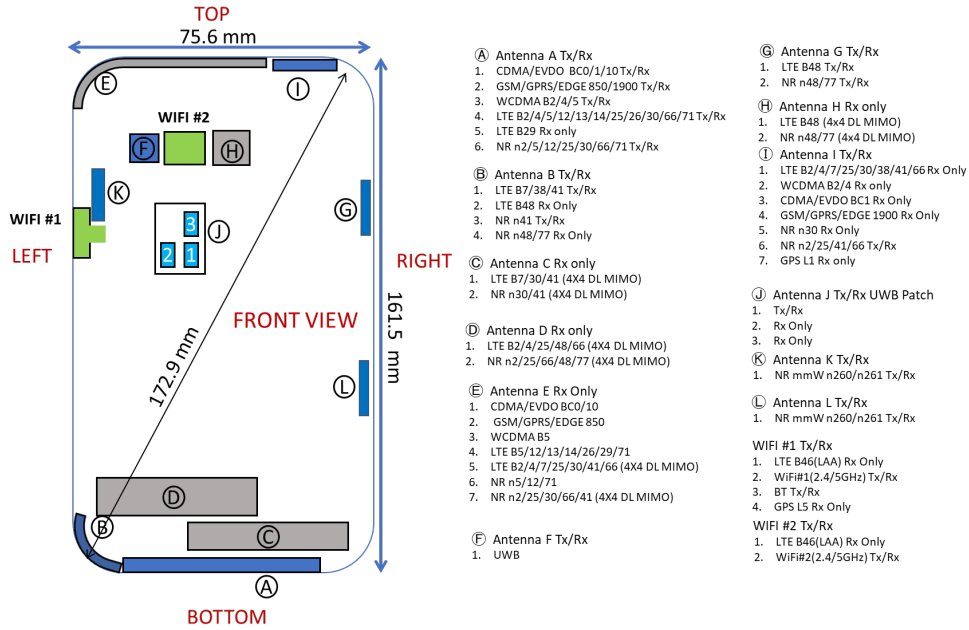 TOP
75.6 mm
E
I
WIFI #2
F
H
K
G
WIFI #1
LEFT
3
J
2
1
RIGHT
FRONT VIEW
161.5 mm
172.9 mm
L
D
B
C
A
BOTTOM
A Antenna A Tx/Rx
1. CDMA/EVDO BC0/1/10 Tx/Rx
2. GSM/GPRS/EDGE 850/1900 Tx/Rx
3. WCDMA B2/4/5 Tx/Rx
4. LTE B2/4/5/12/13/14/25/26/30/66/71 Tx/Rx
5. LTE B29 Rx only
6. NR n2/5/12/25/30/66/71 Tx/Rx
B Antenna B Tx/Rx
1. LTE B7/38/41 Tx/Rx
2. LTE B48 Rx Only
3. NR n41 Tx/Rx
4. NR n48/77 Rx Only
C Antenna C Rx only
1. LTE B7/30/41 (4X4 DL MIMO)
2. NR n30/41 (4X4 DL MIMO)
D Antenna D Rx only
1. LTE B2/4/25/48/66 (4X4 DL MIMO)
2. NR n2/25/66/48/77 (4X4 DL MIMO)
E Antenna E Rx Only
1. CDMA/EVDO BC0/10
2. GSM/GPRS/EDGE 850
3. WCDMA B5
4. LTE B5/12/13/14/26/29/71
5. LTE B2/4/7/25/30/41/66 (4X4 DL MIMO)
6. NR n5/12/71
7. NR n2/25/30/66/41 (4X4 DL MIMO)
F Antenna F Tx/Rx
1. UWB
G Antenna G Tx/Rx
1. LTE B48 Tx/Rx
2. NR n48/77 Tx/Rx
H Antenna H Rx only
1. LTE B48 (4x4 DL MIMO)
2. NR n48/77 (4x4 DL MIMO)
I Antenna I Tx/Rx
1. LTE B2/4/7/25/30/38/41/66 Rx Only
2. WCDMA B2/4 Rx only
3. CDMA/EVDO BC1 Rx Only
4. GSM/GPRS/EDGE 1900 Rx Only
5. NR n30 Rx Only
6. NR n2/25/41/66 Tx/Rx
7. GPS L1 Rx only
J Antenna J Tx/Rx UWB Patch
1. Tx/Rx
2. Rx Only
3. Rx Only
K Antenna K Tx/Rx
1. NR mmW n260/n261 Tx/Rx
L Antenna L Tx/Rx
1. NR mmW n260/n261 Tx/Rx
WIFI #1 Tx/Rx
1. LTE B46(LAA) Rx Only
2. WiFi#1(2.4/5GHz) Tx/Rx
3. BT Tx/Rx
4. GPS L5 Rx Only
WIFI #2 Tx/Rx
1. LTE B46(LAA) Rx Only
2. WiFi#2(2.4/5GHz) Tx/Rx